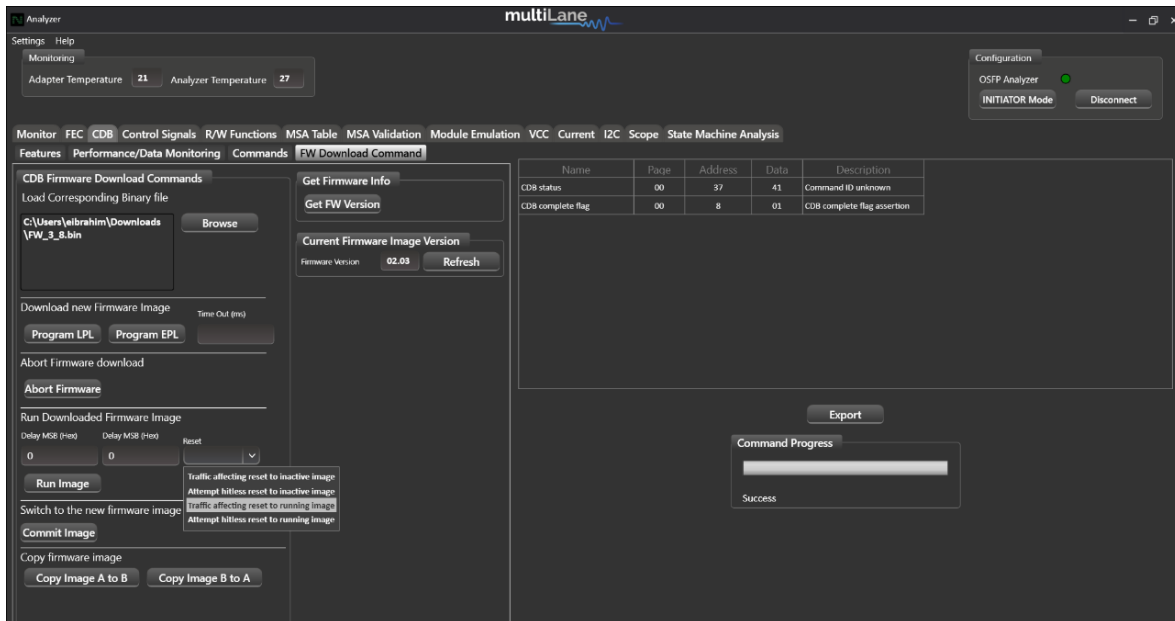 Analyzer
multiLane
Settings Help
Monitoring
Adapter Temperature 21 Analyzer Temperature 27
Configuration
OSFP Analyzer
INITIATOR Mode Disconnect
Monitor FEC CDB Control Signals R/W Functions MSA Table MSA Validation Module Emulation VCC Current I2C Scope State Machine Analysis
Features Performance/Data Monitoring Commands FW Download Command
CDB Firmware Download Commands
Load Corresponding Binary file
C:\Users\eibrahim\Downloads
\FW_3_8.bin
Browse
Download new Firmware Image
Time Out (ms)
Program LPL Program EPL
Abort Firmware download
Abort Firmware
Run Downloaded Firmware Image
Delay MSB (Hex) Delay MSB (Hex) Reset
0 0
Traffic affecting reset to inactive image
Attempt hitless reset to inactive image
Traffic affecting reset to running image
Attempt hitless reset to running image
Run Image
Switch to the new firmware image
Commit Image
Copy firmware image
Copy Image A to B Copy Image B to A
Get Firmware Info
Get FW Version
Current Firmware Image Version
Firmware Version 02.03 Refresh
Name Page Address Data Description
CDB status 00 37 41 Command ID unknown
CDB complete flag 00 8 01 CDB complete flag assertion
Export
Command Progress
Success